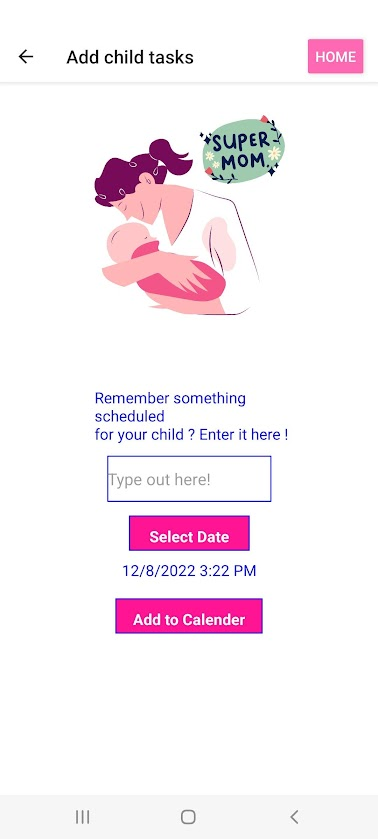 Add child tasks
HOME
SUPER
MOM
Remember something
scheduled
for your child ? Enter it here !
Type out here!
Select Date
12/8/2022 3:22 PM
Add to Calender